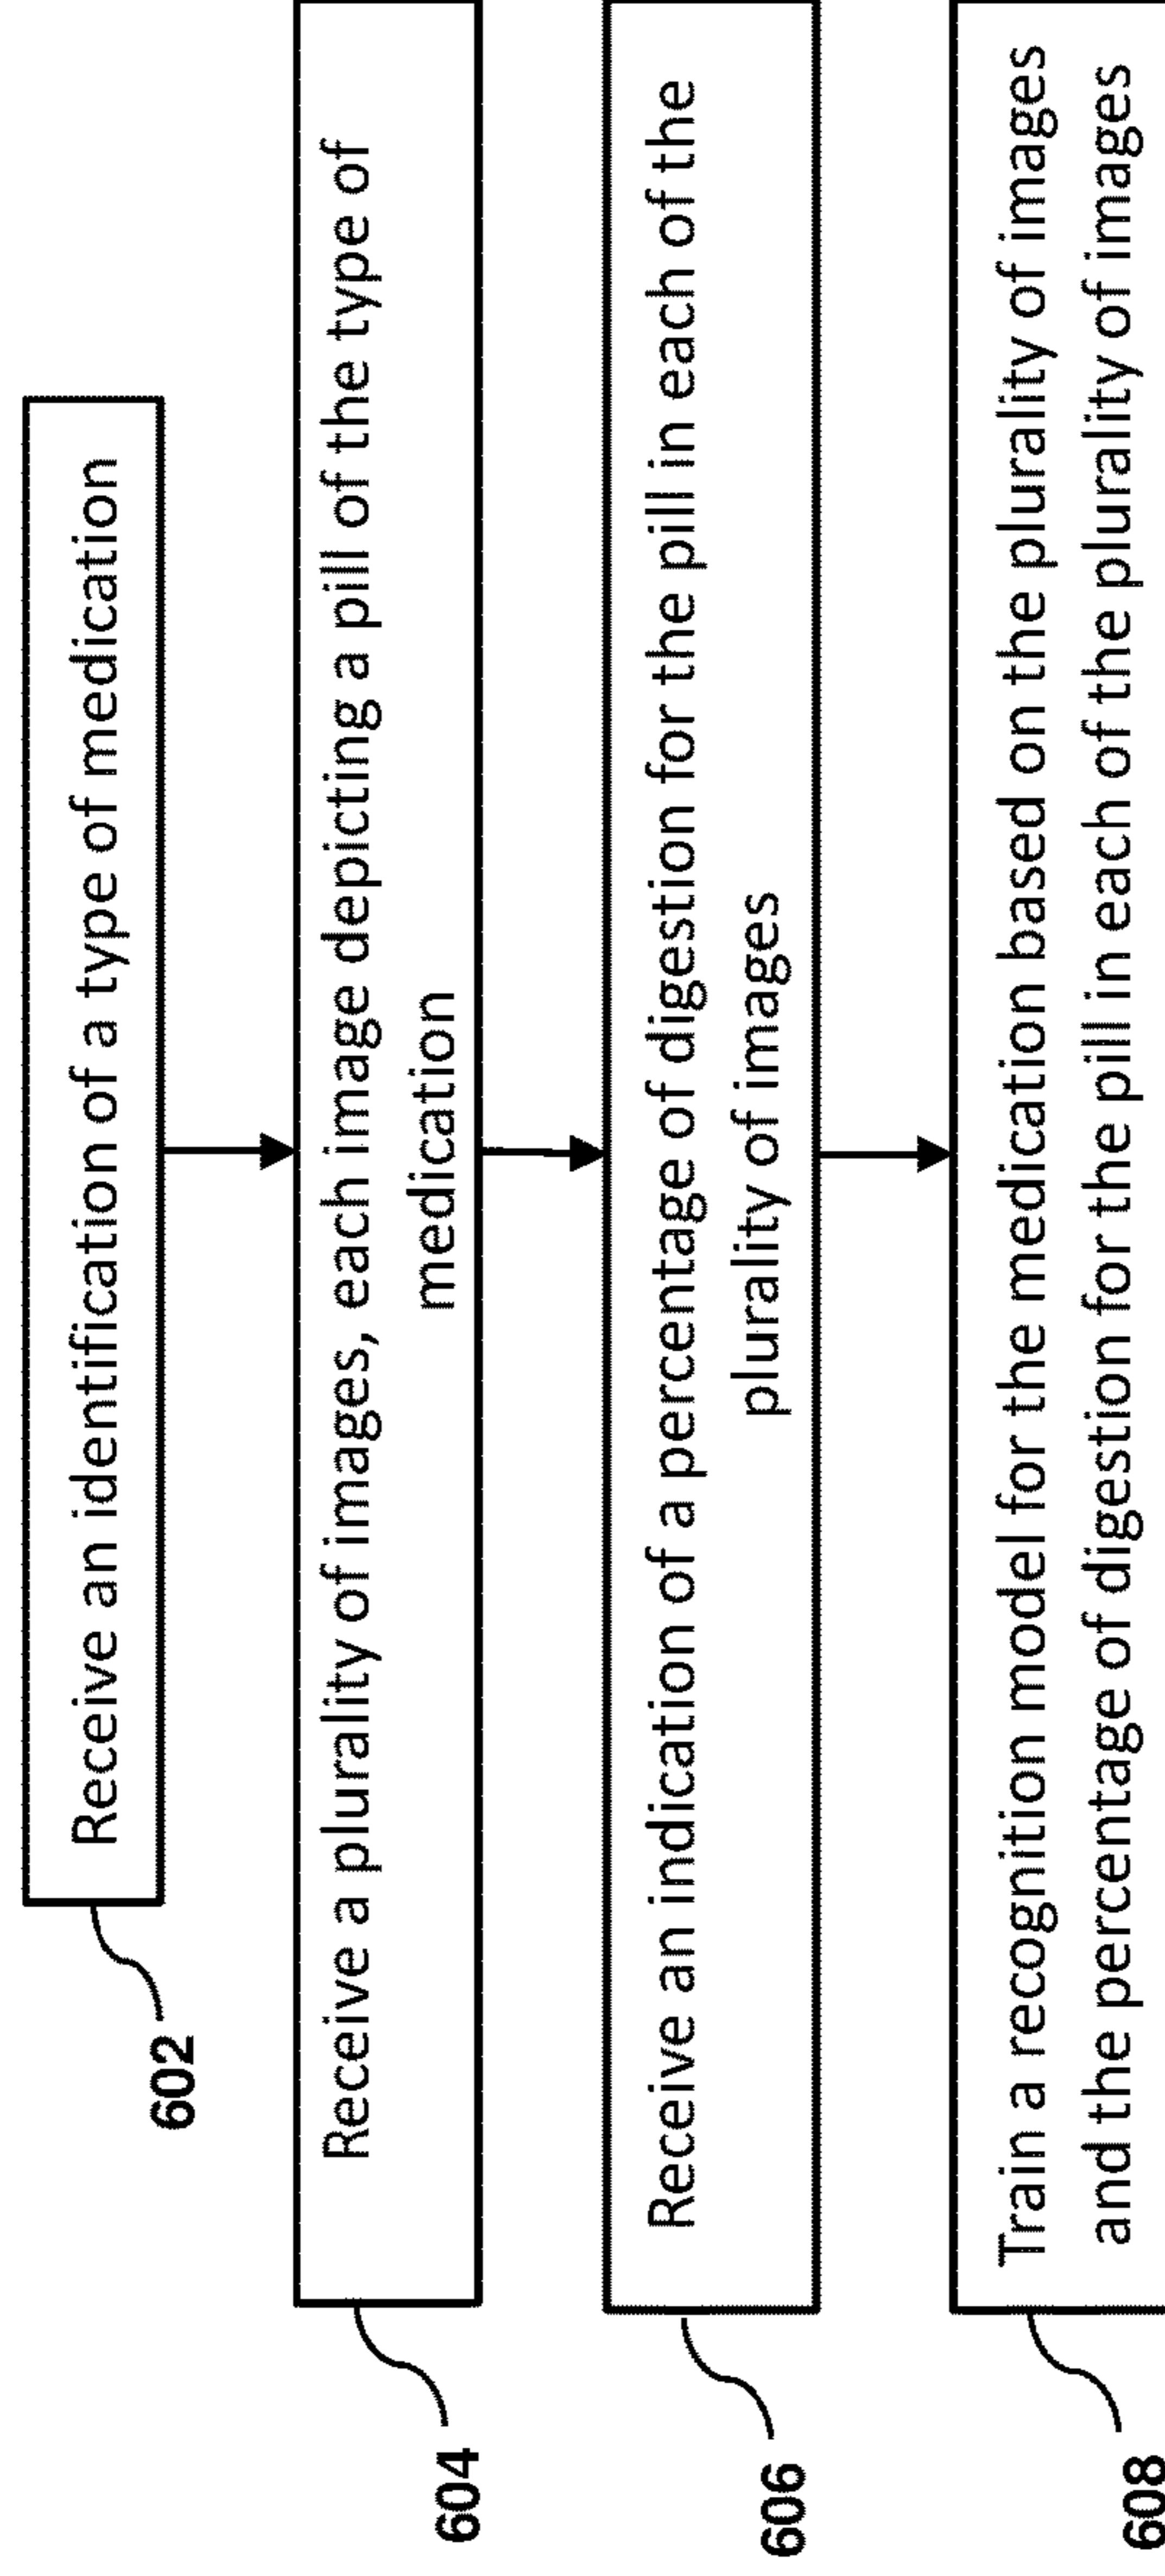 Receive an identification of a type of medication
602
Receive a plurality of images, each image depicting a pill of the type of
medication
604
Receive an indication of a percentage of digestion for the pill in each of the
plurality of images
606
Train a recognition model for the medication based on the plurality of images
and the percentage of digestion for the pill in each of the plurality of images
608